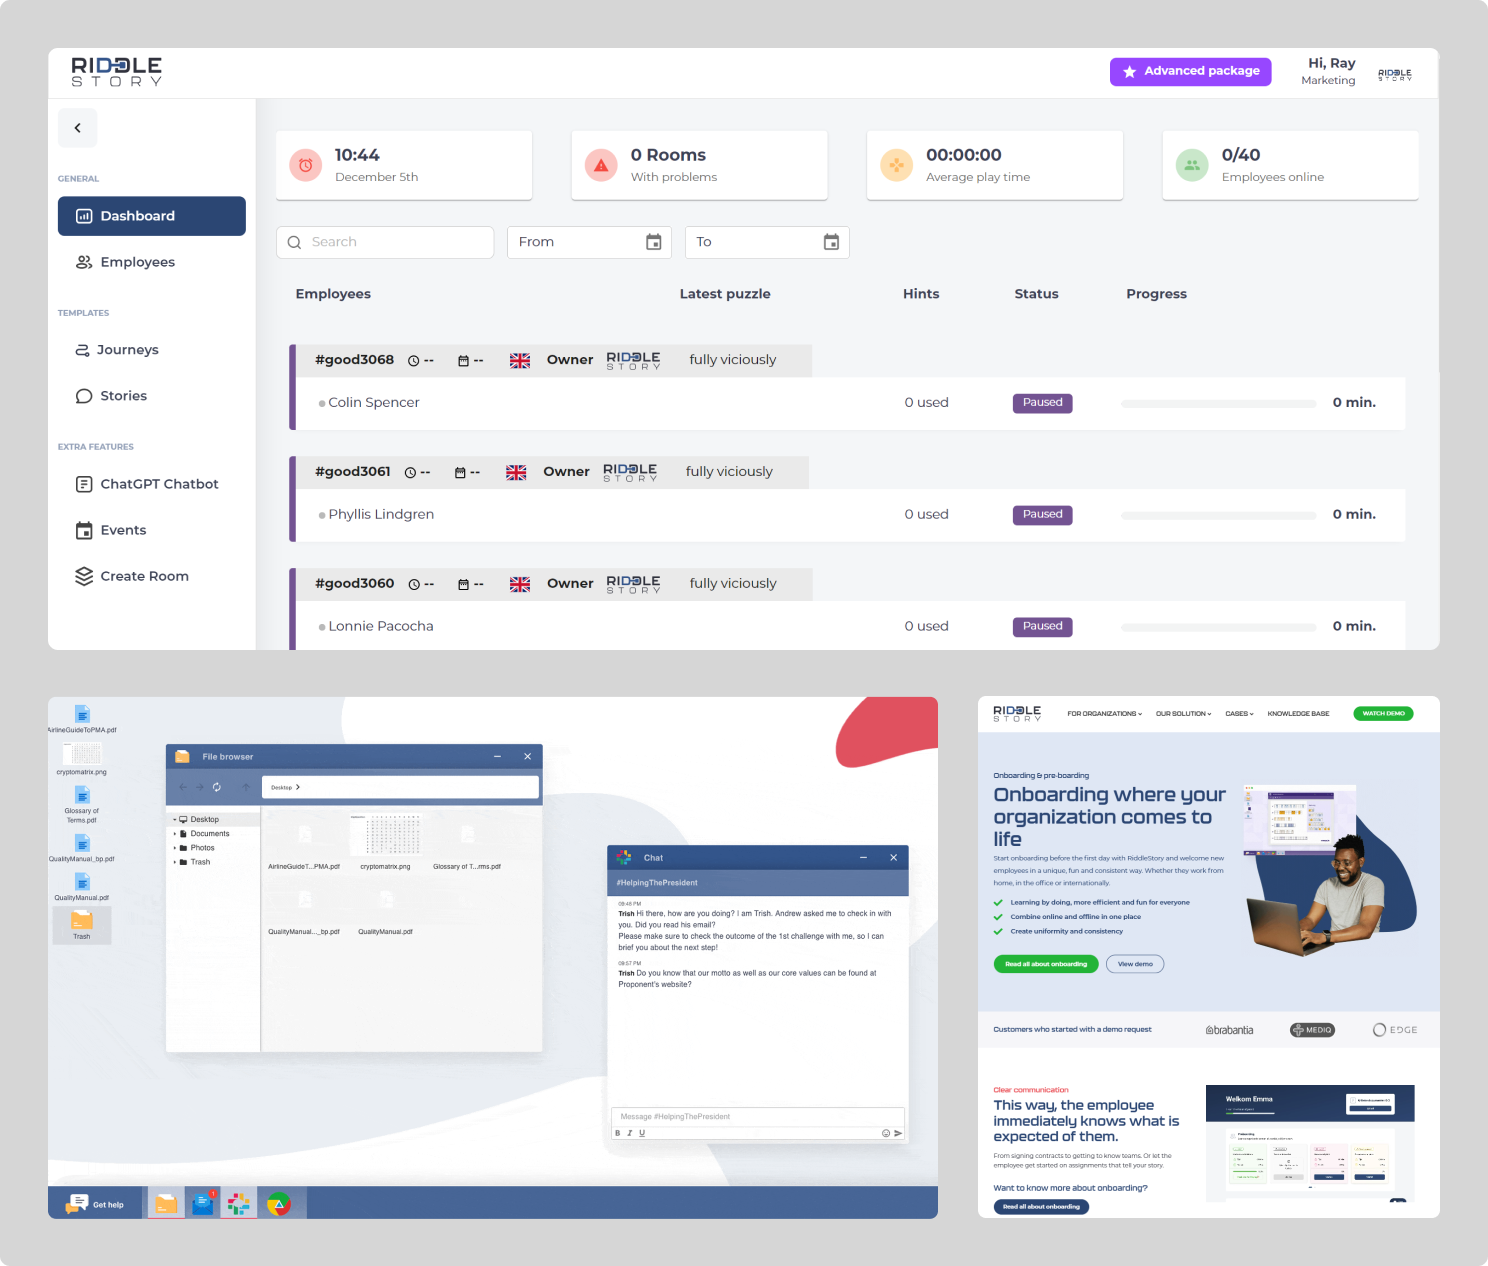 RIDDLE
STORY
Advanced package
Hi, Ray
Marketing
RIDDLE
STORY
GENERAL
Dashboard
Employees
TEMPLATES
Journeys
Stories
EXTRA FEATURES
ChatGPT Chatbot
Events
Create Room
10:44
December 5th
0 Rooms
With problems
00:00:00
Average play time
0/40
Employees online
Search
From
To
Employees Latest puzzle Hints Status Progress
#good3068 -- -- Owner RIDDLE STORY fully viciously
Colin Spencer 0 used Paused 0 min.
#good3061 -- -- Owner RIDDLE STORY fully viciously
Phyllis Lindgren 0 used Paused 0 min.
#good3060 -- -- Owner RIDDLE STORY fully viciously
Lonnie Pacocha 0 used Paused 0 min.
AirlineGuideToPMA.pdf
cryptomatrix.png
Glossary of
Terms.pdf
QualityManual_bp.pdf
QualityManual.pdf
Trash
File browser
Desktop
Desktop
Documents
Photos
Trash
AirlineGuideT...PMA.pdf
cryptomatrix.png
Glossary of T...rms.pdf
QualityManual..._bp.pdf
QualityManual.pdf
Chat
#HelpingThePresident
09:48 PM
Trish Hi there, how are you doing? I am Trish. Andrew asked me to check in with
you. Did you read his email?
Please make sure to check the outcome of the 1st challenge with me, so I can
brief you about the next step!
09:57 PM
Trish Do you know that our motto as well as our core values can be found at
Proponent's website?
Message #HelpingThePresident
B I U
Get help
1
RIDDLE
STORY
FOR ORGANIZATIONS
OUR SOLUTION
CASES
KNOWLEDGE BASE
WATCH DEMO
Onboarding & pre-boarding
Onboarding where your
organization comes to
life
Start onboarding before the first day with RiddleStory and welcome new
employees in a unique, fun and consistent way. Whether they work from
home, in the office or internationally.
Learning by doing, more efficient and fun for everyone
Combine online and offline in one place
Create uniformity and consistency
Read all about onboarding
View demo
Customers who started with a demo request
brabantia
MEDIQ
EDGE
Clear communication
This way, the employee
immediately knows what is
expected of them.
From signing contracts to getting to know teams. Or let the
employee get started on assignments that tell your story.
Want to know more about onboarding?
Read all about onboarding
Welkom Emma
Onboarding